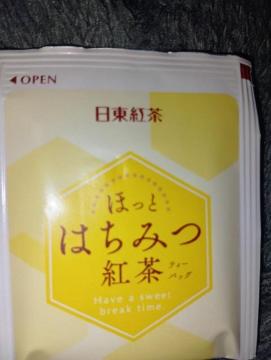 ◀OPEN
日東紅茶
ほっと
はちみつ
紅茶
ティー
バッグ
Have a sweet
break time.